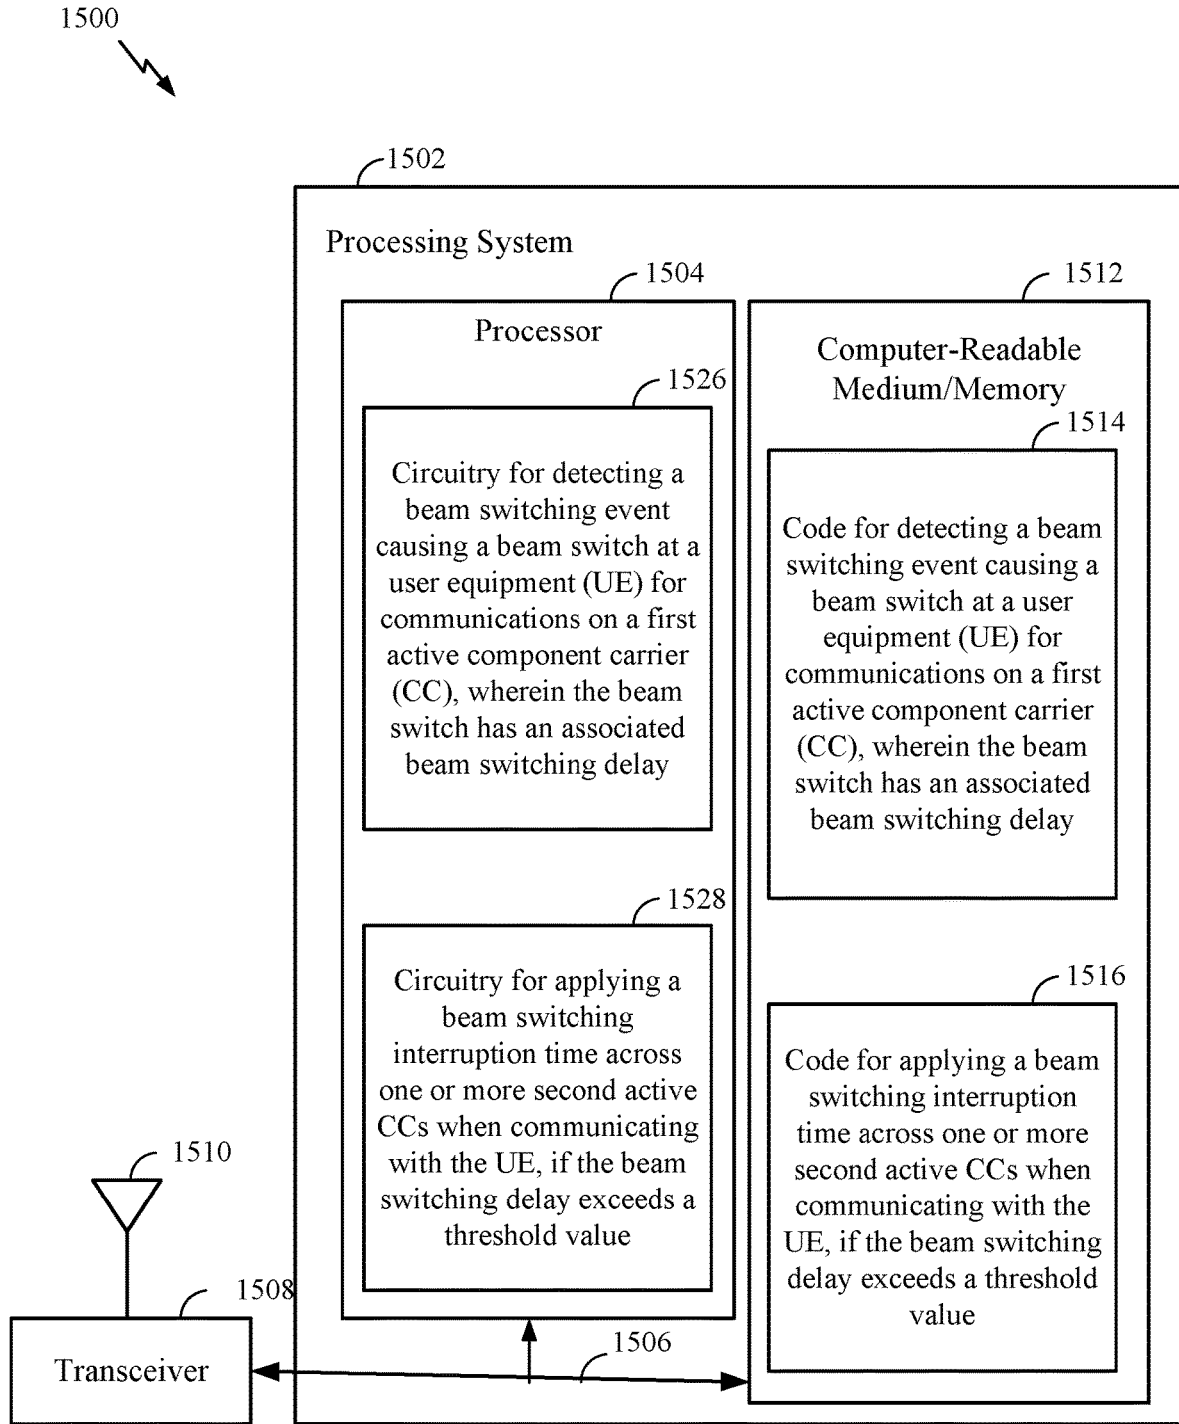 1500
1502
Processing System
1504
Processor
1526
Circuitry for detecting a
beam switching event
causing a beam switch at a
user equipment (UE) for
communications on a first
active component carrier
(CC), wherein the beam
switch has an associated
beam switching delay
1528
Circuitry for applying a
beam switching
interruption time across
one or more second active
CCs when communicating
with the UE, if the beam
switching delay exceeds a
threshold value
1512
Computer-Readable
Medium/Memory
1514
Code for detecting a beam
switching event causing a
beam switch at a user
equipment (UE) for
communications on a first
active component carrier
(CC), wherein the beam
switch has an associated
beam switching delay
1516
Code for applying a beam
switching interruption
time across one or more
second active CCs when
communicating with the
UE, if the beam switching
delay exceeds a threshold
value
1510
1508
Transceiver
1506